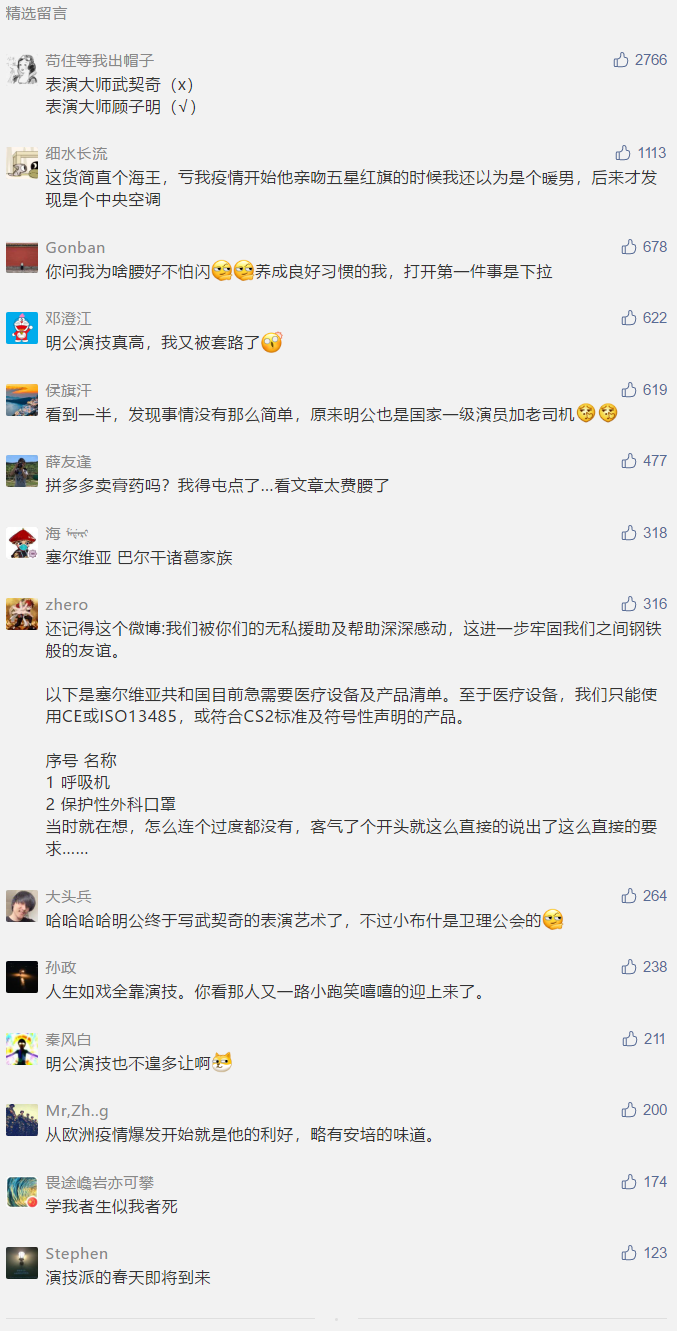 精选留言
苟住等我出帽子
2766
表演大师武契奇（x）
表演大师顾子明（√）
细水长流
1113
这货简直个海王，亏我疫情开始他亲吻五星红旗的时候我还以为是个暖男，后来才发
现是个中央空调
Gonban
678
你问我为啥腰好不怕闪养成良好习惯的我，打开第一件事是下拉
邓澄江
622
明公演技真高，我又被套路了
侯旗汗
619
看到一半，发现事情没有那么简单，原来明公也是国家一级演员加老司机
薛友逢
477
拼多多卖膏药吗？我得屯点了...看文章太费腰了
海
318
塞尔维亚 巴尔干诸葛家族
zhero
316
还记得这个微博:我们被你们的无私援助及帮助深深感动，这进一步牢固我们之间钢铁
般的友谊。
以下是塞尔维亚共和国目前急需要医疗设备及产品清单。至于医疗设备，我们只能使
用CE或ISO13485，或符合CS2标准及符号性声明的产品。
序号 名称
1 呼吸机
2 保护性外科口罩
当时就在想，怎么连个过度都没有，客气了个开头就这么直接的说出了这么直接的要
求......
大头兵
264
哈哈哈哈明公终于写武契奇的表演艺术了，不过小布什是卫理公会的
孙政
238
人生如戏全靠演技。你看那人又一路小跑笑嘻嘻的迎上来了。
秦风白
211
明公演技也不遑多让啊
Mr,Zh..g
200
从欧洲疫情爆发开始就是他的利好，略有安培的味道。
畏途巉岩亦可攀
174
学我者生似我者死
Stephen
123
演技派的春天即将到来